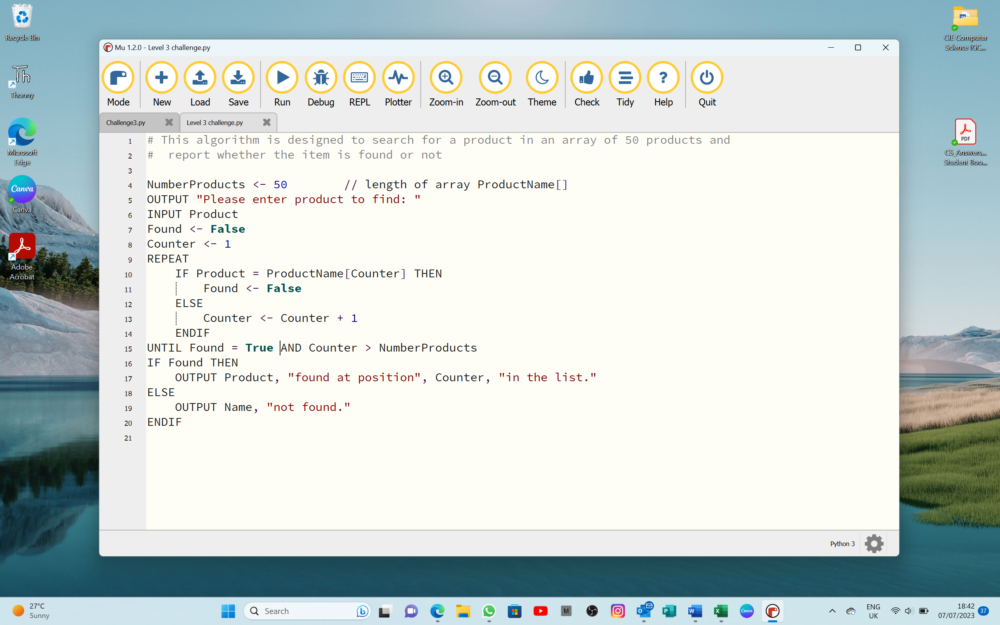 Recycle Bin
Thonny
Microsoft
Edge
Canva
Canva
Adobe
Acrobat
CIE Computer
Science IGC...
PDF
CS_Answers...
Student Boo...
Mu 1.2.0 - Level 3 challenge.py
Mode New Load Save Run Debug REPL Plotter Zoom-in Zoom-out Theme Check Tidy Help Quit
Challenge3.py Level 3 challenge.py
1 # This algorithm is designed to search for a product in an array of 50 products and
2 #  report whether the item is found or not
3
4 NumberProducts <- 50        // length of array ProductName[]
5 OUTPUT "Please enter product to find: "
6 INPUT Product
7 Found <- False
8 Counter <- 1
9 REPEAT
10     IF Product = ProductName[Counter] THEN
11         Found <- False
12     ELSE
13         Counter <- Counter + 1
14     ENDIF
15 UNTIL Found = True AND Counter > NumberProducts
16 IF Found THEN
17     OUTPUT Product, "found at position", Counter, "in the list."
18 ELSE
19     OUTPUT Name, "not found."
20 ENDIF
21
Python 3
27°C
Sunny
Search
ENG
UK
18:42
07/07/2023
37